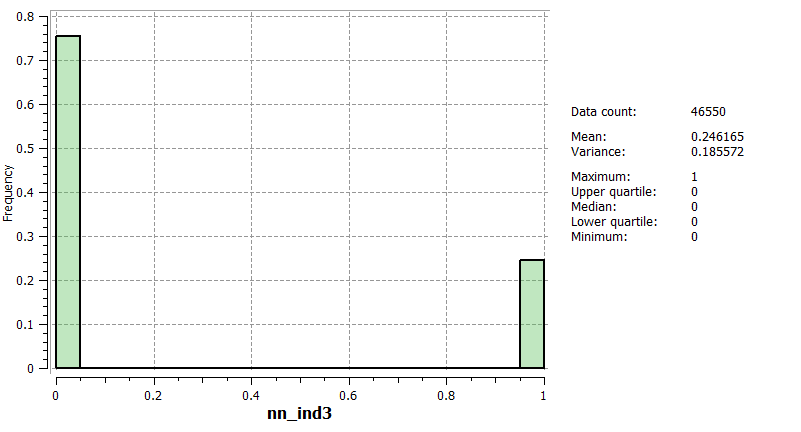 0.8
0.7
0.6
0.5
0.4
0.3
0.2
0.1
0
Frequency
0 0.2 0.4 0.6 0.8 1
nn_ind3
Data count: 46550
Mean: 0.246165
Variance: 0.185572
Maximum: 1
Upper quartile: 0
Median: 0
Lower quartile: 0
Minimum: 0